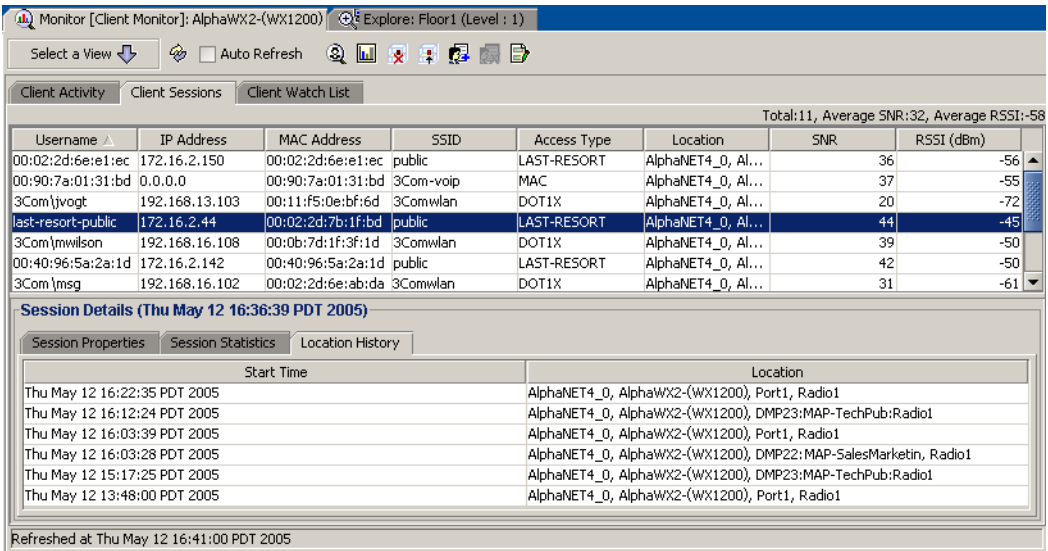 Monitor [Client Monitor]: AlphaWX2-(WX1200) Explore: Floor1 (Level : 1)
Select a View Auto Refresh
Client Activity Client Sessions Client Watch List
Total:11, Average SNR:32, Average RSSI:-58
Username IP Address MAC Address SSID Access Type Location SNR RSSI (dBm)
00:02:2d:6e:e1:ec 172.16.2.150 00:02:2d:6e:e1:ec public LAST-RESORT AlphaNET4_0, Al... 36 -56
00:90:7a:01:31:bd 0.0.0.0 00:90:7a:01:31:bd 3Com-voip MAC AlphaNET4_0, Al... 37 -55
3Com\jvogt 192.168.13.103 00:11:f5:0e:bf:6d 3Comwlan DOT1X AlphaNET4_0, Al... 20 -72
last-resort-public 172.16.2.44 00:02:2d:7b:1f:bd public LAST-RESORT AlphaNET4_0, Al... 44 -45
3Com\mwilson 192.168.16.108 00:0b:7d:1f:3f:1d 3Comwlan DOT1X AlphaNET4_0, Al... 39 -50
00:40:96:5a:2a:1d 172.16.2.142 00:40:96:5a:2a:1d public LAST-RESORT AlphaNET4_0, Al... 42 -50
3Com\msg 192.168.16.102 00:02:2d:6e:ab:da 3Comwlan DOT1X AlphaNET4_0, Al... 31 -61
Session Details (Thu May 12 16:36:39 PDT 2005)
Session Properties Session Statistics Location History
Start Time Location
Thu May 12 16:22:35 PDT 2005 AlphaNET4_0, AlphaWX2-(WX1200), Port1, Radio1
Thu May 12 16:12:24 PDT 2005 AlphaNET4_0, AlphaWX2-(WX1200), DMP23:MAP-TechPub:Radio1
Thu May 12 16:03:39 PDT 2005 AlphaNET4_0, AlphaWX2-(WX1200), Port1, Radio1
Thu May 12 16:03:28 PDT 2005 AlphaNET4_0, AlphaWX2-(WX1200), DMP22:MAP-SalesMarketin, Radio1
Thu May 12 15:17:25 PDT 2005 AlphaNET4_0, AlphaWX2-(WX1200), DMP23:MAP-TechPub:Radio1
Thu May 12 13:48:00 PDT 2005 AlphaNET4_0, AlphaWX2-(WX1200), Port1, Radio1
Refreshed at Thu May 12 16:41:00 PDT 2005